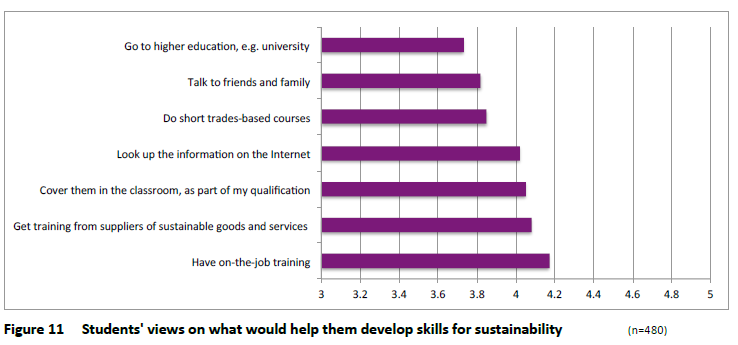 Go to higher education, e.g. university
Talk to friends and family
Do short trades-based courses
Look up the information on the Internet
Cover them in the classroom, as part of my qualification
Get training from suppliers of sustainable goods and services
Have on-the-job training
3 3.2 3.4 3.6 3.8 4 4.2 4.4 4.6 4.8 5
Figure 11 Students' views on what would help them develop skills for sustainability (n=480)